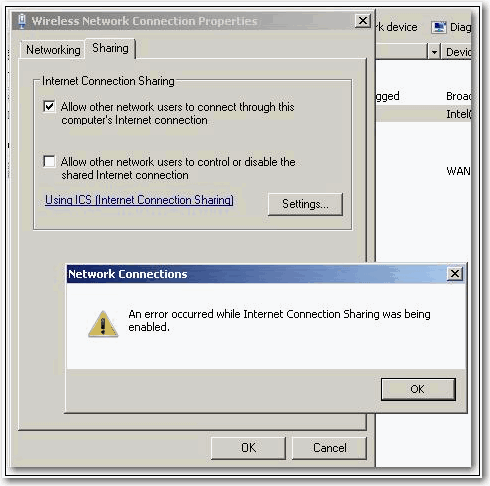 Wireless Network Connection Properties
k device
Diag
Networking
Sharing
Devic
Internet Connection Sharing
Allow other network users to connect through this
computer's Internet connection
gged
Broad
Intel(
Allow other network users to control or disable the
shared Internet connection
WAN
Using ICS (Internet Connection Sharing)
Settings...
Network Connections
An error occurred while Internet Connection Sharing was being
enabled.
OK
OK
Cancel